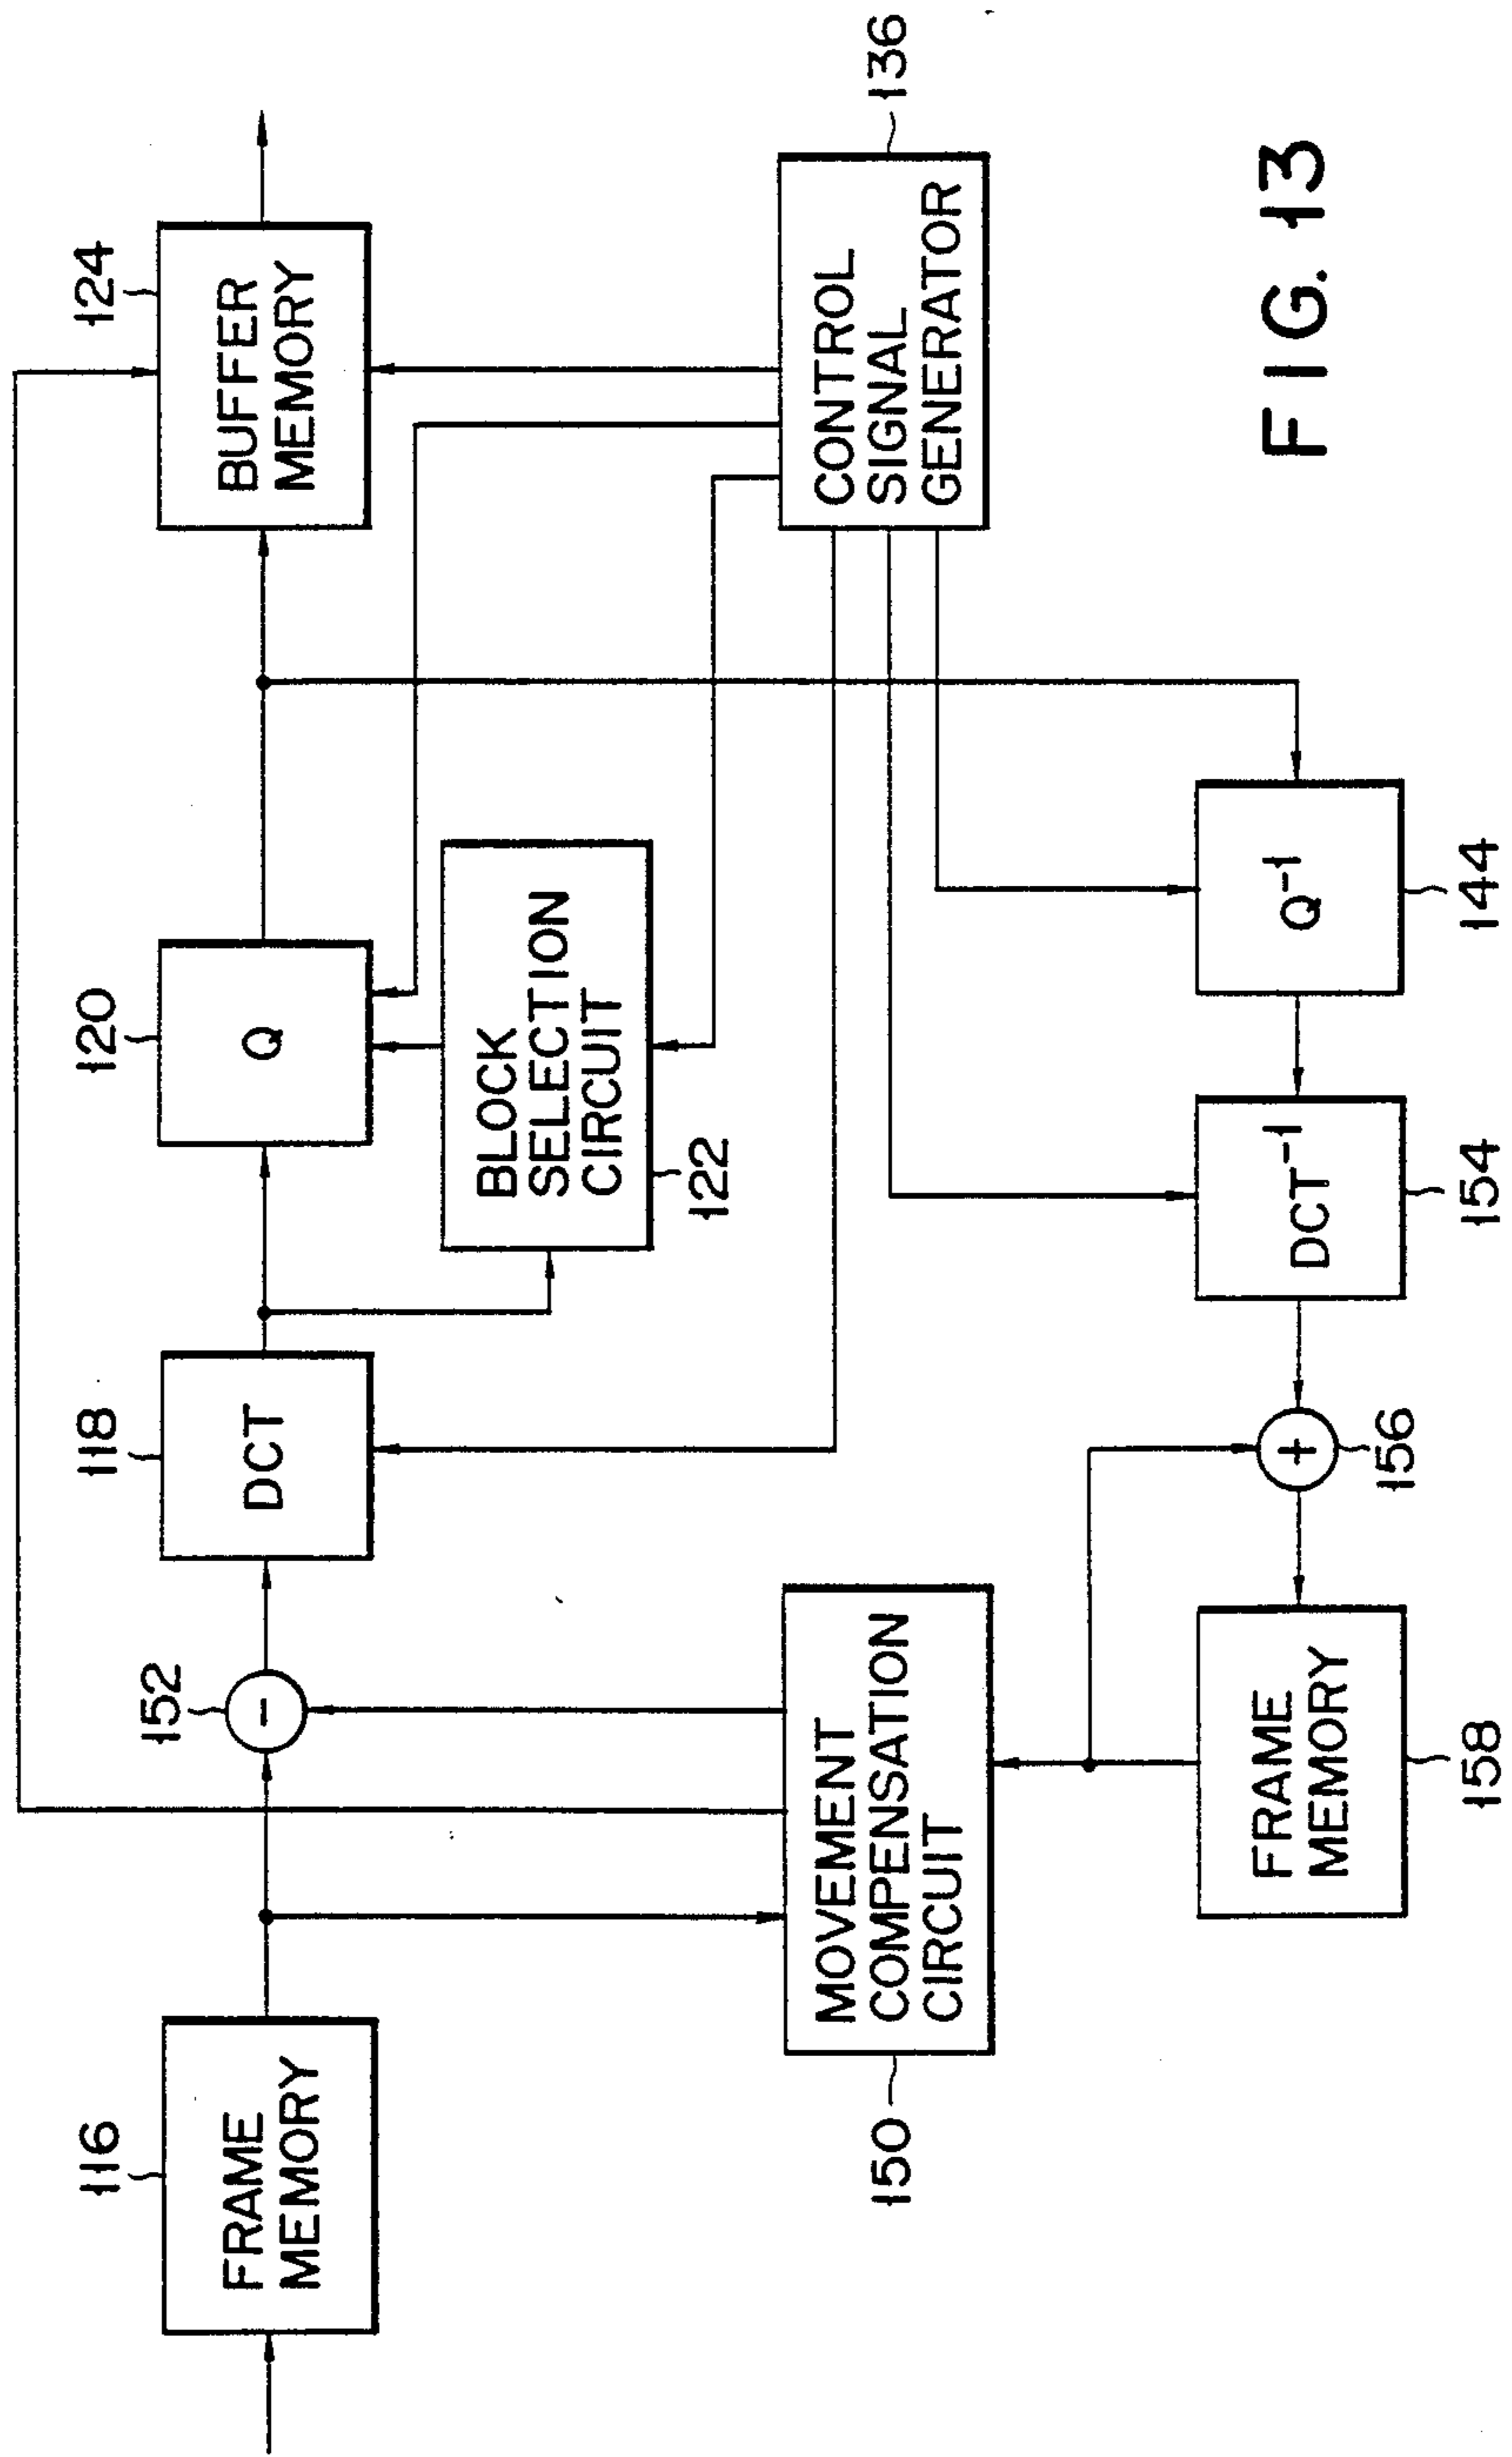 116
FRAME
MEMORY
152
-
118
DCT
120
Q
124
BUFFER
MEMORY
BLOCK
SELECTION
CIRCUIT
122
150
MOVEMENT
COMPENSATION
CIRCUIT
CONTROL
SIGNAL
GENERATOR
136
FRAME
MEMORY
158
+
156
DCT⁻¹
154
Q⁻¹
144
FIG. 13